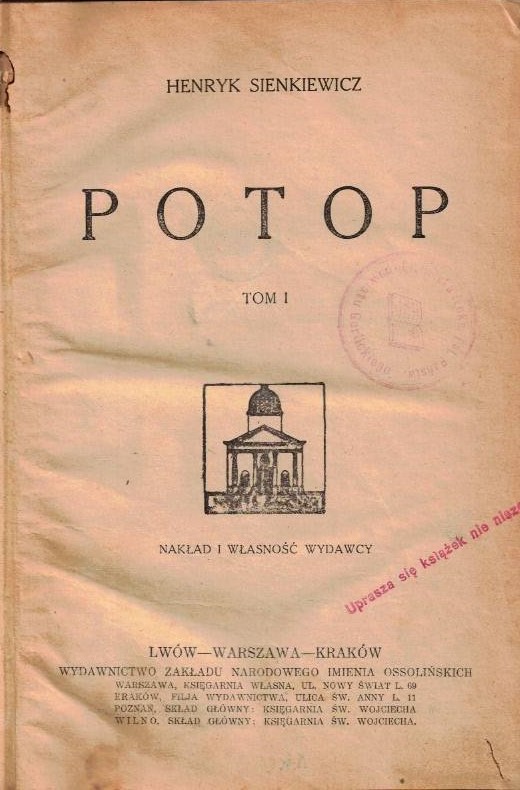 HENRYK SIENKIEWICZ
POTOP
TOM I
NAKŁAD I WŁASNOŚĆ WYDAWCY
Uprasza się książek nie
LWÓW—WARSZAWA—KRAKÓW
WYDAWNICTWO ZAKŁADU NARODOWEGO IMIENIA OSSOLIŃSKICH
WARSZAWA, KSIĘGARNIA WŁASNA, UL. NOWY ŚWIAT L. 69
KRAKÓW, FILJA WYDAWNICTWA, ULICA ŚW. ANNY L. 11
POZNAŃ, SKŁAD GŁÓWNY: KSIĘGARNIA ŚW. WOJCIECHA
WILNO, SKŁAD GŁÓWNY: KSIĘGARNIA ŚW. WOJCIECHA.